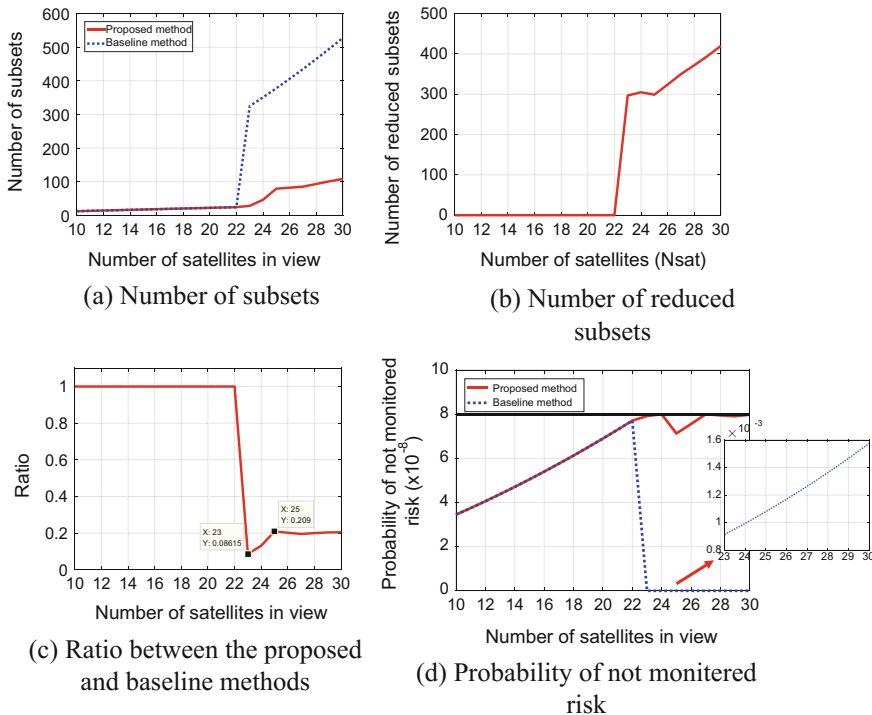 Number of subsets
600
500
400
300
200
100
0
Proposed method
Baseline method
10 12 14 16 18 20 22 24 26 28 30
Number of satellites in view
(a) Number of subsets
Number of reduced subsets
500
400
300
200
100
0
10 12 14 16 18 20 22 24 26 28 30
Number of satellites (Nsat)
(b) Number of reduced
subsets
Ratio
1
0.8
0.6
0.4
0.2
0
X: 23
Y: 0.08615
X: 25
Y: 0.209
10 12 14 16 18 20 22 24 26 28 30
Number of satellites in view
(c) Ratio between the proposed
and baseline methods
Probability of not monitored
risk (x10-8)
10
8
6
4
2
0
Proposed method
Baseline method
10 12 14 16 18 20 22 24 26 28 30
Number of satellites in view
× 10-3
1.6
1.4
1.2
1
0.8
23 24 25 26 27 28 29 30
(d) Probability of not monitered
risk